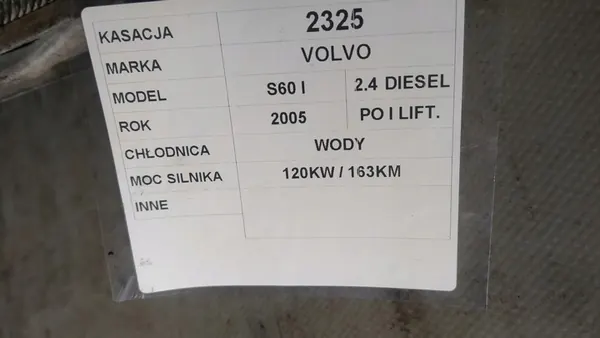 KASACJA 2325
MARKA VOLVO
MODEL S60 I 2.4 DIESEL
ROK 2005 PO I LIFT.
CHŁODNICA WODY
MOC SILNIKA 120KW / 163KM
INNE